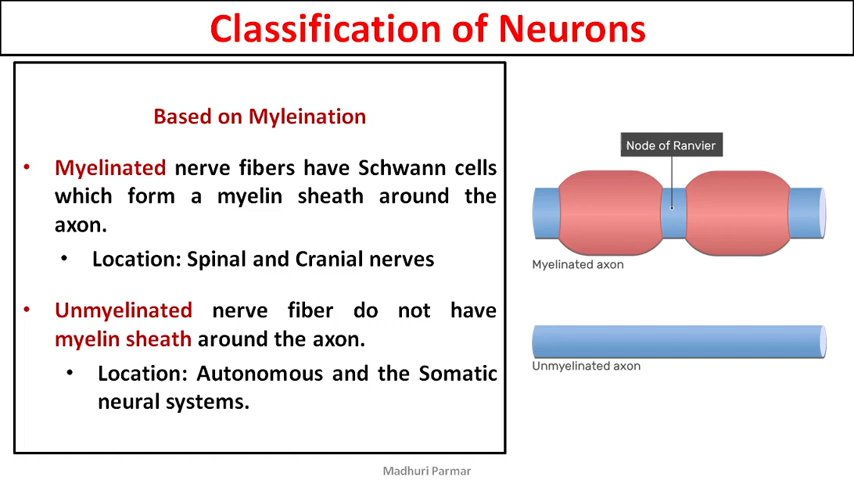 Classification of Neurons
Based on Myleination
• Myelinated nerve fibers have Schwann cells
which form a myelin sheath around the
axon.
• Location: Spinal and Cranial nerves
• Unmyelinated nerve fiber do not have
myelin sheath around the axon.
• Location: Autonomous and the Somatic
neural systems.
Node of Ranvier
Myelinated axon
Unmyelinated axon
Madhuri Parmar